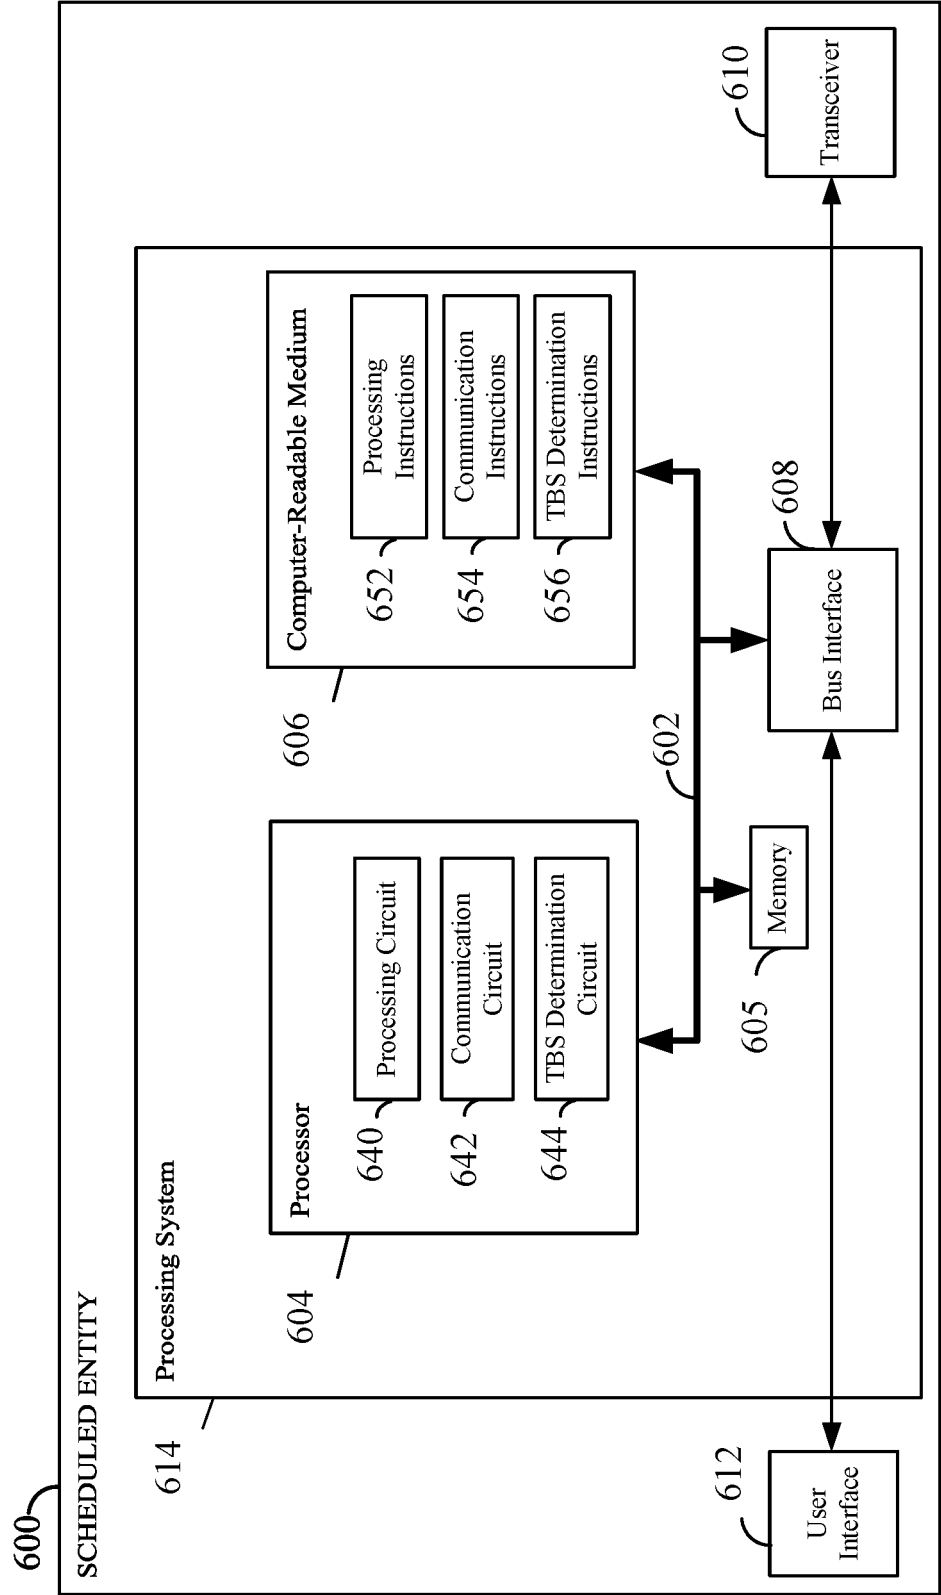 600
SCHEDULED ENTITY
614
Processing System
604
Processor
640
Processing Circuit
642
Communication
Circuit
644
TBS Determination
Circuit
606
Computer-Readable Medium
652
Processing
Instructions
654
Communication
Instructions
656
TBS Determination
Instructions
602
605
Memory
608
Bus Interface
612
User
Interface
610
Transceiver